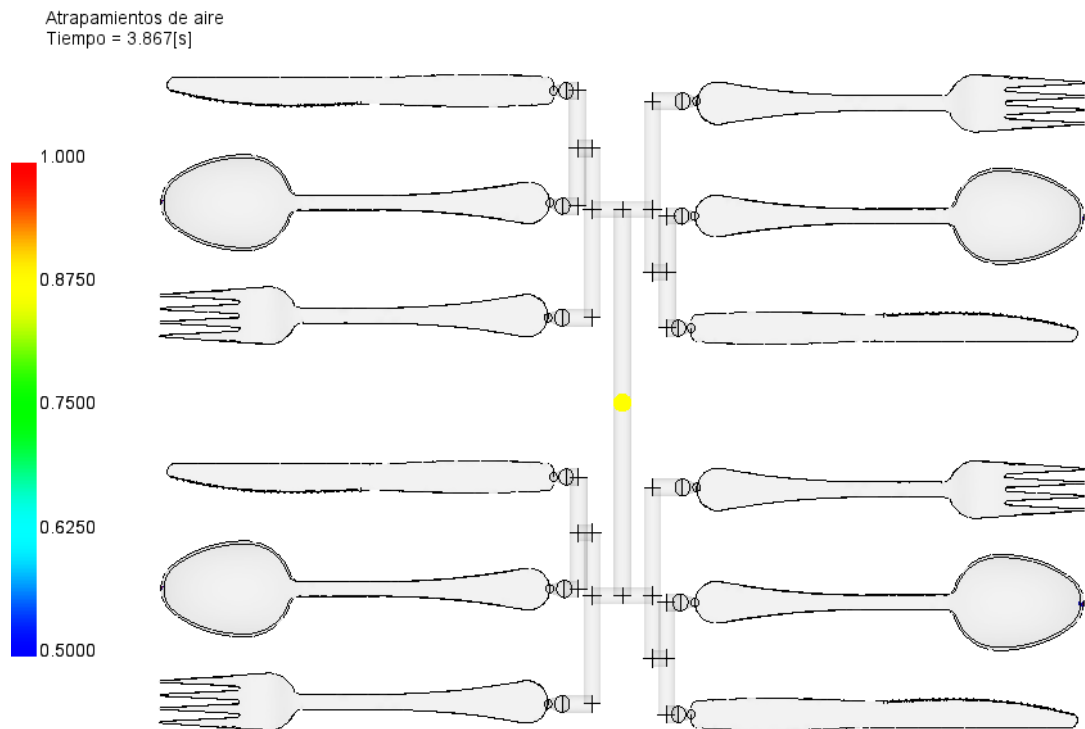 Atrapamientos de aire
Tiempo = 3.867[s]
1.000
0.8750
0.7500
0.6250
0.5000